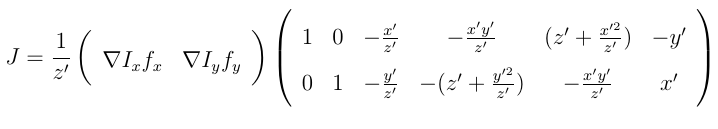 J = \frac{1}{z'} \begin{pmatrix} \nabla I_x f_x & \nabla I_y f_y \end{pmatrix} \begin{pmatrix} 1 & 0 & -\frac{x'}{z'} & -\frac{x'y'}{z'} & (z' + \frac{x'^2}{z'}) & -y' \\ 0 & 1 & -\frac{y'}{z'} & -(z' + \frac{y'^2}{z'}) & -\frac{x'y'}{z'} & x' \end{pmatrix}